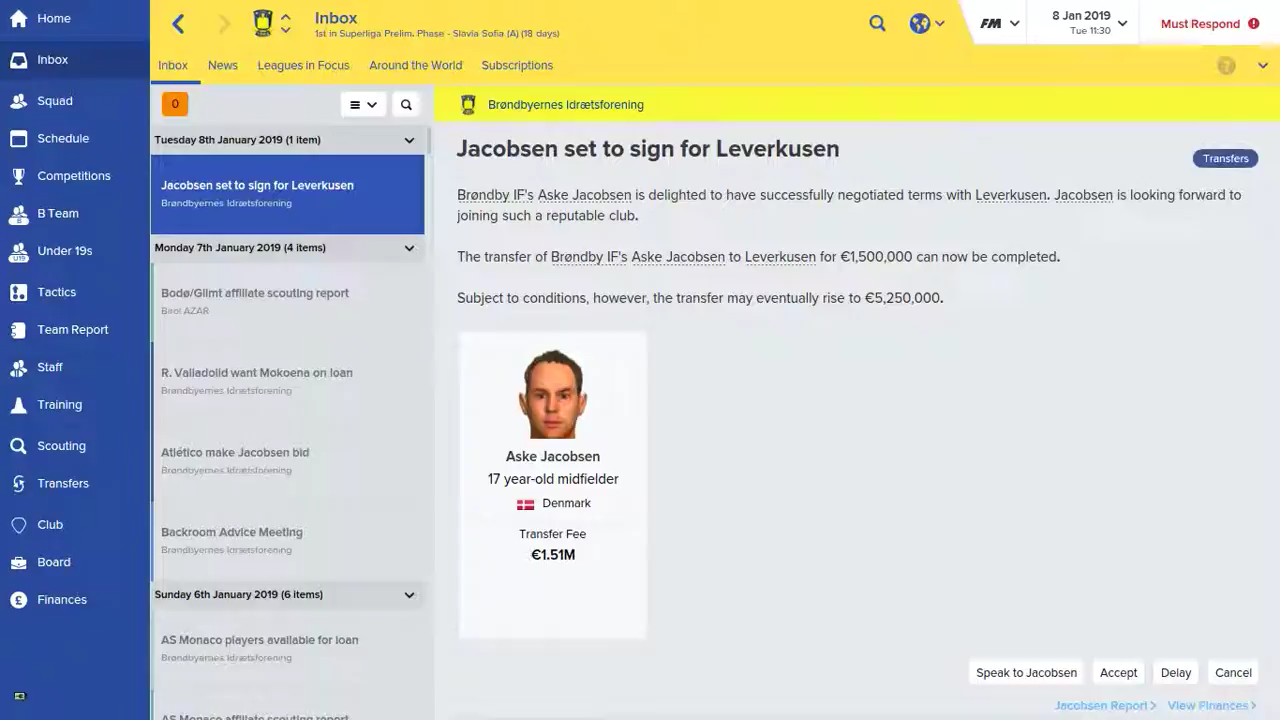 Home
Inbox
Squad
Schedule
Competitions
B Team
Under 19s
Tactics
Team Report
Staff
Training
Scouting
Transfers
Club
Board
Finances
Inbox
1st in Superliga Prelim. Phase - Slavia Sofia (A) (18 days)
FM
8 Jan 2019
Tue 11:30
Must Respond
Inbox News Leagues in Focus Around the World Subscriptions
0
Tuesday 8th January 2019 (1 item)
Jacobsen set to sign for Leverkusen
Brøndbyernes Idrætsforening
Monday 7th January 2019 (4 items)
Bodø/Glimt affiliate scouting report
Birol AZAR
R. Valladolid want Mokoena on loan
Brøndbyernes Idrætsforening
Atlético make Jacobsen bid
Brøndbyernes Idrætsforening
Backroom Advice Meeting
Brøndbyernes Idrætsforening
Sunday 6th January 2019 (6 items)
AS Monaco players available for loan
Brøndbyernes Idrætsforening
AS Monaco affiliate scouting report
Brøndbyernes Idrætsforening
Jacobsen set to sign for Leverkusen
Transfers
Brøndby IF's Aske Jacobsen is delighted to have successfully negotiated terms with Leverkusen. Jacobsen is looking forward to
joining such a reputable club.
The transfer of Brøndby IF's Aske Jacobsen to Leverkusen for €1,500,000 can now be completed.
Subject to conditions, however, the transfer may eventually rise to €5,250,000.
Aske Jacobsen
17 year-old midfielder
Denmark
Transfer Fee
€1.51M
Speak to Jacobsen Accept Delay Cancel
Jacobsen Report> View Finances>